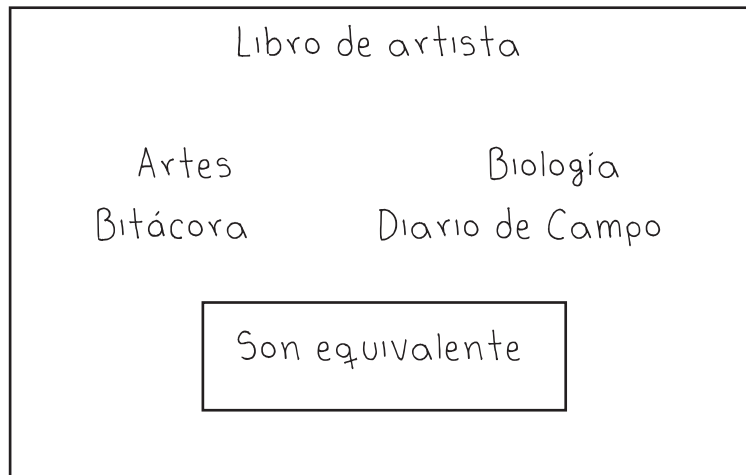 Libro de artista
Artes
Biología
Bitácora
Diario de Campo
Son equivalente